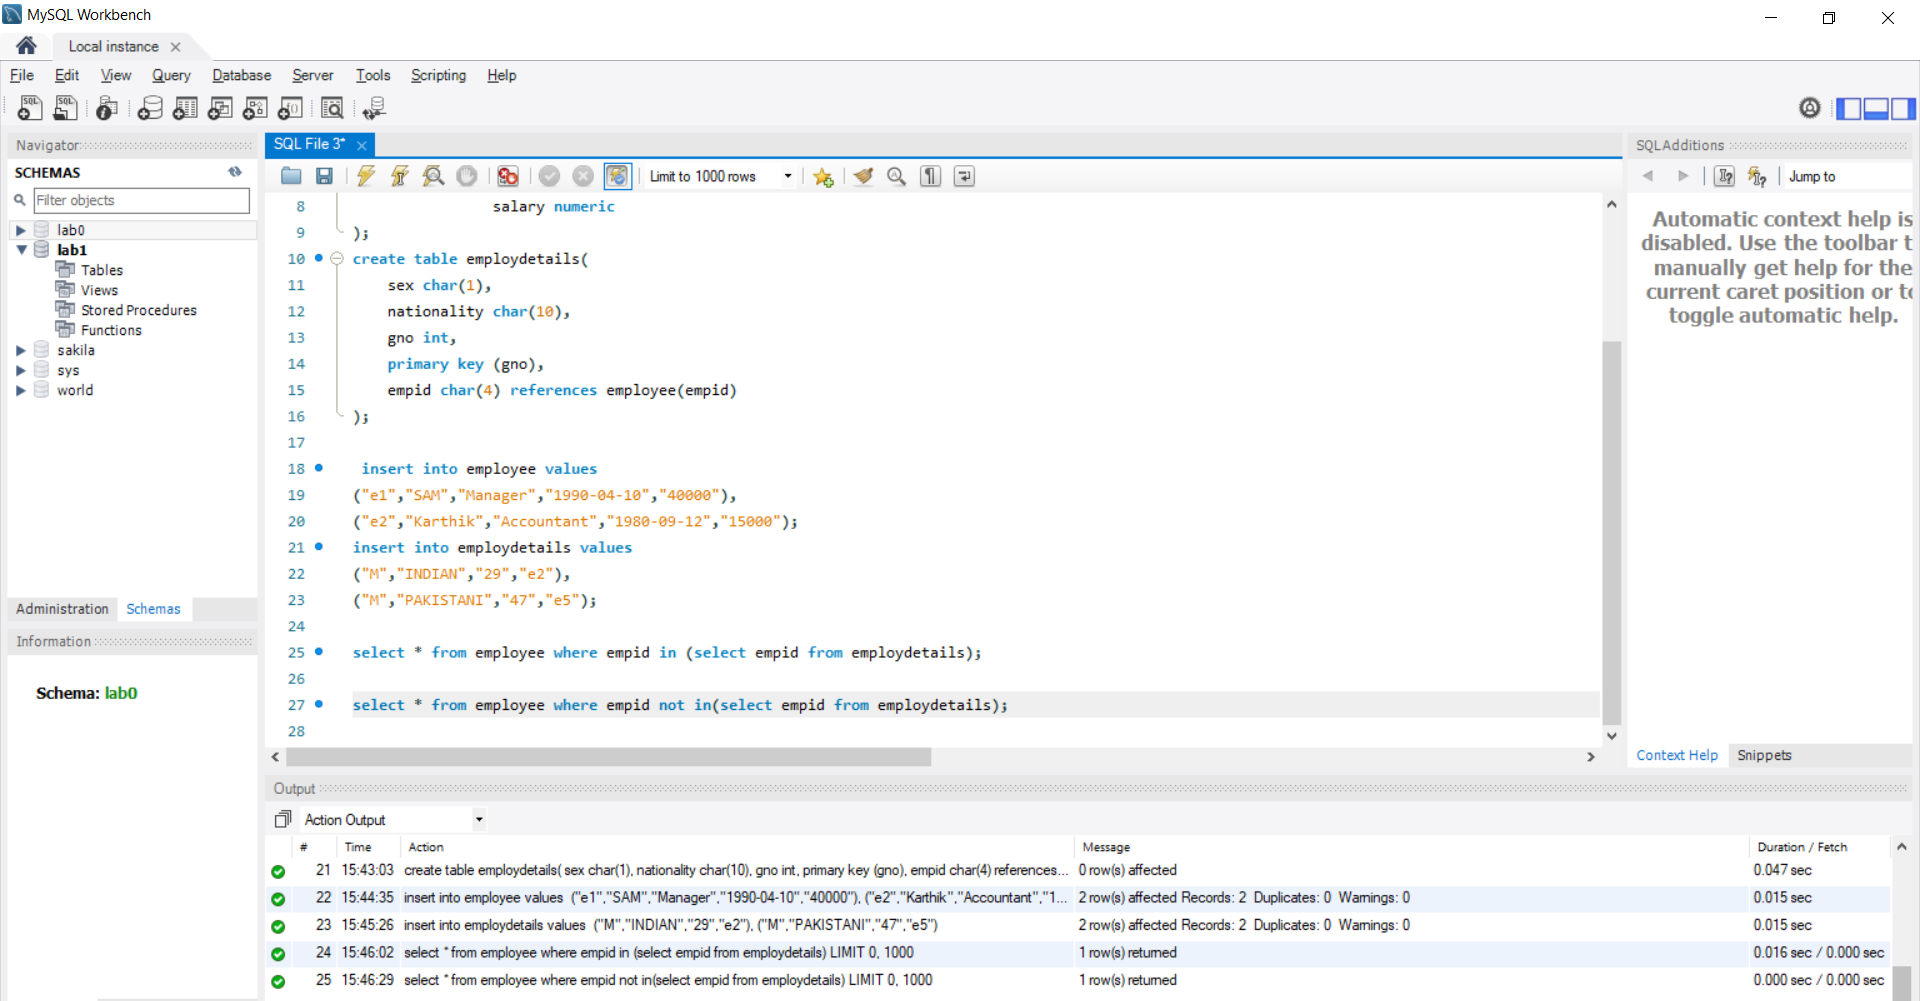 MySQL Workbench
Local instance
File Edit View Query Database Server Tools Scripting Help
Navigator
SCHEMAS
Filter objects
lab0
lab1
Tables
Views
Stored Procedures
Functions
sakila
sys
world
Administration Schemas
Information
Schema: lab0
SQL File 3*
Limit to 1000 rows
8 salary numeric
9 );
10 create table employdetails(
11 sex char(1),
12 nationality char(10),
13 gno int,
14 primary key (gno),
15 empid char(4) references employee(empid)
16 );
17
18 insert into employee values
19 ("e1","SAM","Manager","1990-04-10","40000"),
20 ("e2","Karthik","Accountant","1980-09-12","15000");
21 insert into employdetails values
22 ("M","INDIAN","29","e2"),
23 ("M","PAKISTANI","47","e5");
24
25 select * from employee where empid in (select empid from employdetails);
26
27 select * from employee where empid not in(select empid from employdetails);
28
SQLAdditions
Jump to
Automatic context help is
disabled. Use the toolbar t
manually get help for the
current caret position or to
toggle automatic help.
Context Help Snippets
Output
Action Output
# Time Action Message Duration / Fetch
21 15:43:03 create table employdetails( sex char(1), nationality char(10), gno int, primary key (gno), empid char(4) references... 0 row(s) affected 0.047 sec
22 15:44:35 insert into employee values ("e1","SAM","Manager","1990-04-10","40000"), ("e2","Karthik","Accountant","1... 2 row(s) affected Records: 2 Duplicates: 0 Warnings: 0 0.015 sec
23 15:45:26 insert into employdetails values ("M","INDIAN","29","e2"), ("M","PAKISTANI","47","e5") 2 row(s) affected Records: 2 Duplicates: 0 Warnings: 0 0.015 sec
24 15:46:02 select * from employee where empid in (select empid from employdetails) LIMIT 0, 1000 1 row(s) returned 0.016 sec / 0.000 sec
25 15:46:29 select * from employee where empid not in(select empid from employdetails) LIMIT 0, 1000 1 row(s) returned 0.000 sec / 0.000 sec